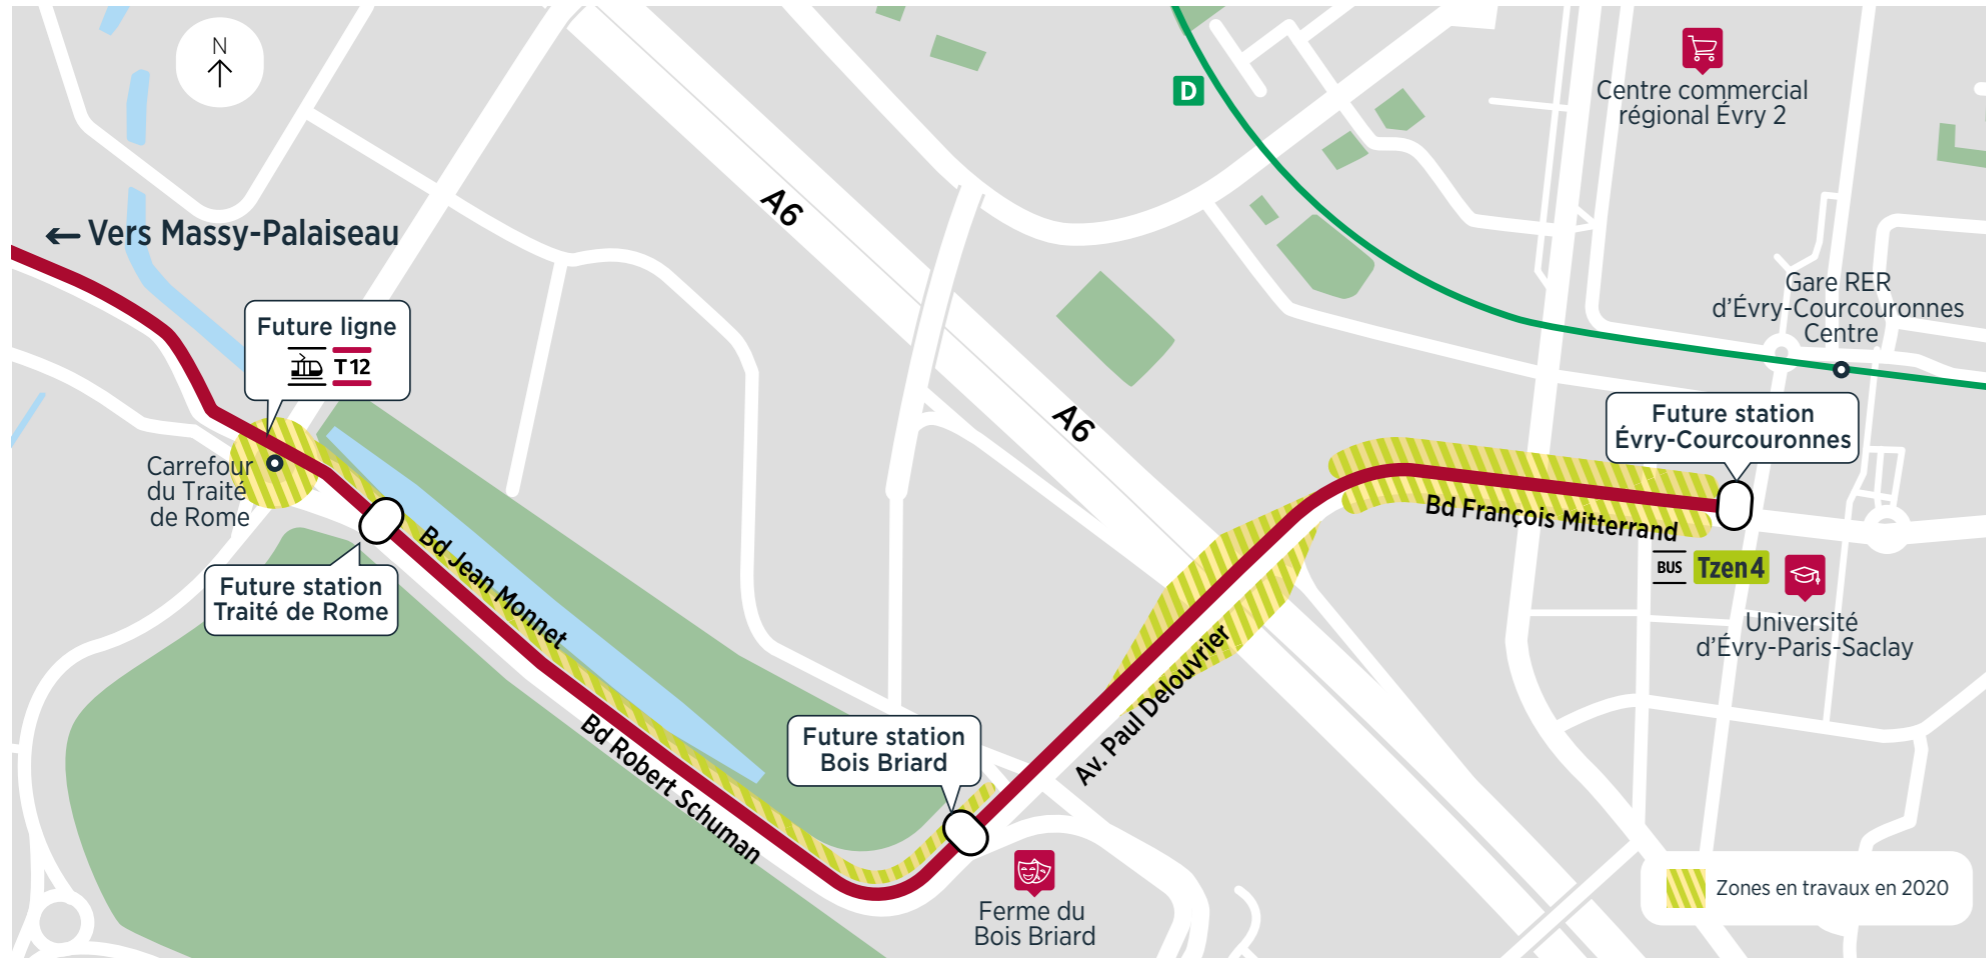 N
D
Centre commercial
régional Évry 2
A6
← Vers Massy-Palaiseau
Gare RER
d'Évry-Courcouronnes
Centre
Future ligne
T12
A6
Future station
Évry-Courcouronnes
Carrefour
du Traité
de Rome
Bd François Mitterrand
Bd Jean Monnet
BUS Tzen 4
Future station
Traité de Rome
Université
d'Évry-Paris-Saclay
Av. Paul Delouvrier
Bd Robert Schuman
Future station
Bois Briard
Zones en travaux en 2020
Ferme du
Bois Briard